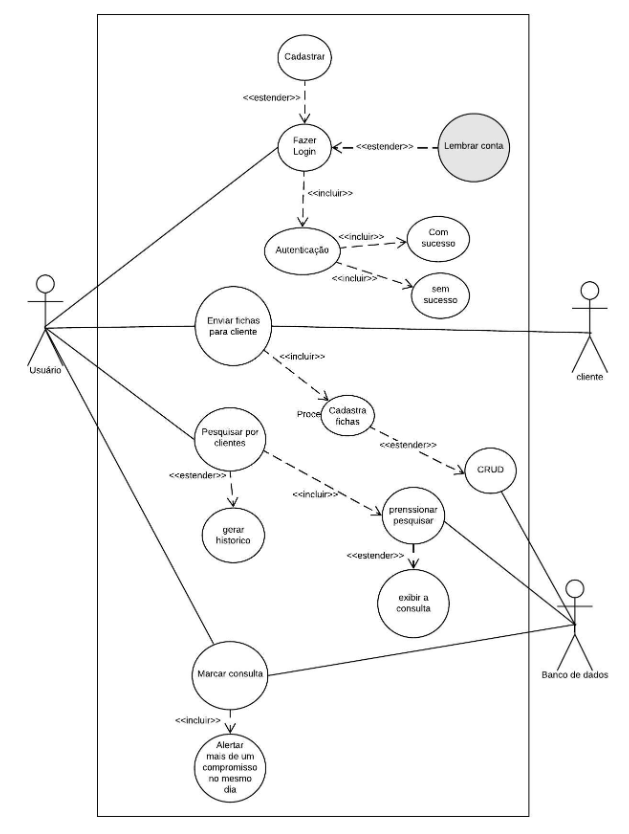 Cadastrar
<<estender>>
Fazer
Login
<<estender>>
Lembrar conta
<<incluir>>
Autenticação
<<incluir>>
Com
sucesso
<<incluir>>
sem
sucesso
Enviar fichas
para cliente
Usuário
cliente
<<incluir>>
Proce
Cadastra
fichas
<<estender>>
CRUD
Pesquisar por
clientes
<<estender>>
<<incluir>>
gerar
historico
prenssionar
pesquisar
<<estender>>
exibir a
consulta
Marcar consulta
Banco de dados
<<incluir>>
Alertar
mais de um
compromisso
no mesmo
dia